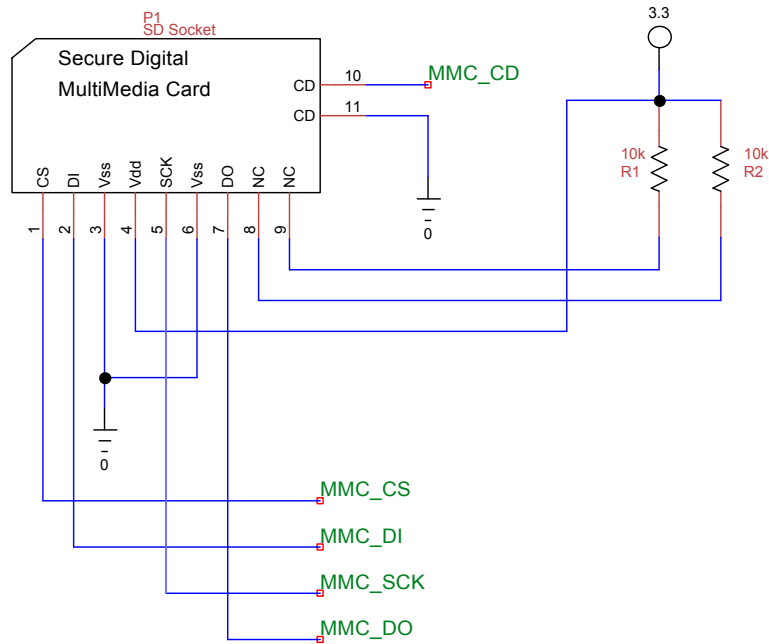 P1
SD Socket
3.3
Secure Digital
MultiMedia Card
CD 10 MMC_CD
CD 11
10k
R1
10k
R2
CS DI Vss Vdd SCK Vss DO NC NC
1 2 3 4 5 6 7 8 9
0
0
MMC_CS
MMC_DI
MMC_SCK
MMC_DO